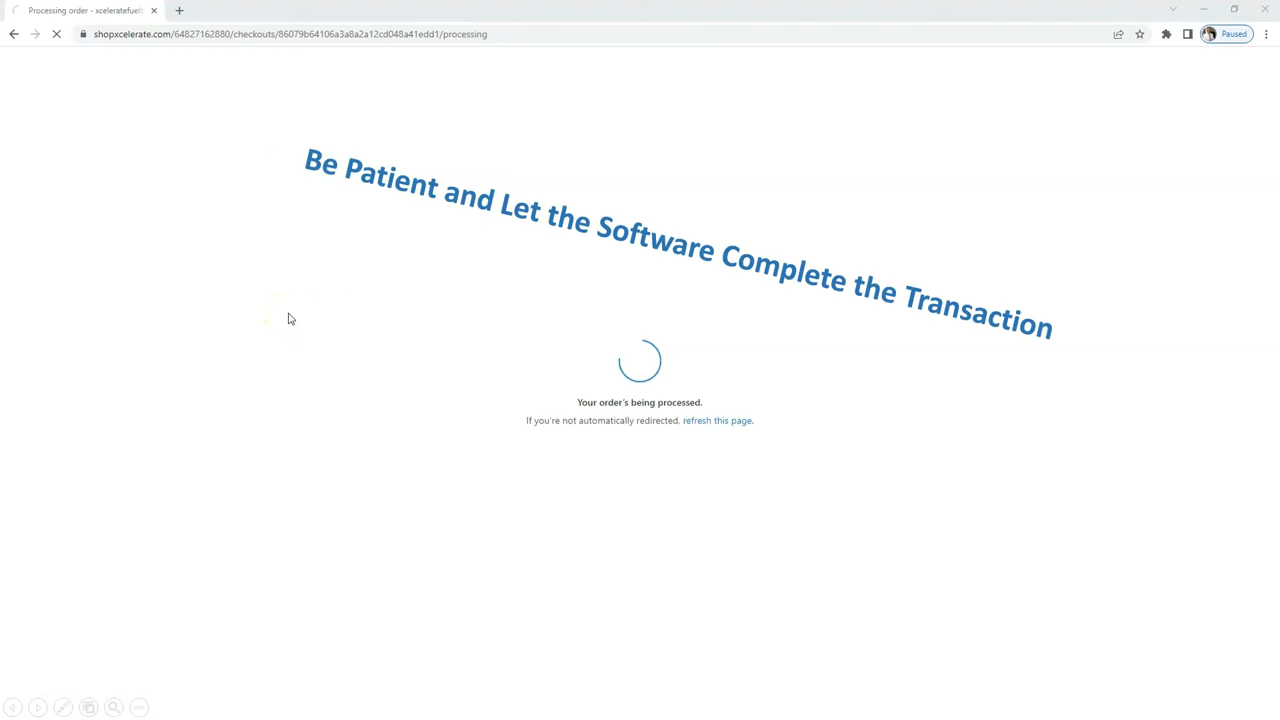 Processing order - xceleratefuelt
shopxcelerate.com/64827162880/checkouts/86079b64106a3a8a2a12cd048a41edd1/processing
Paused
Be Patient and Let the Software Complete the Transaction
Your order's being processed.
If you're not automatically redirected, refresh this page.